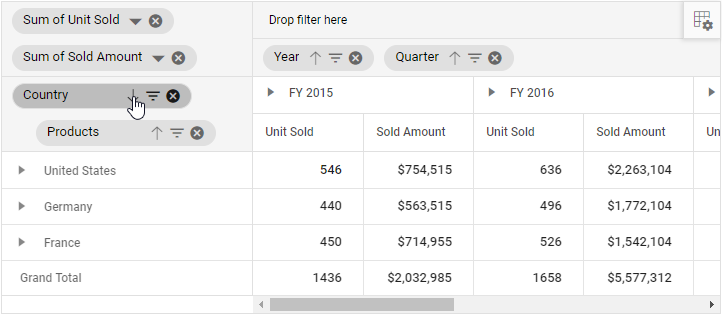 Sum of Unit Sold
Drop filter here
Sum of Sold Amount
Year Quarter
Country
FY 2015 FY 2016
Products
Unit Sold Sold Amount Unit Sold Sold Amount Unit
United States 546 $754,515 636 $2,263,104
Germany 440 $563,515 496 $1,772,104
France 450 $714,955 526 $1,542,104
Grand Total 1436 $2,032,985 1658 $5,577,312